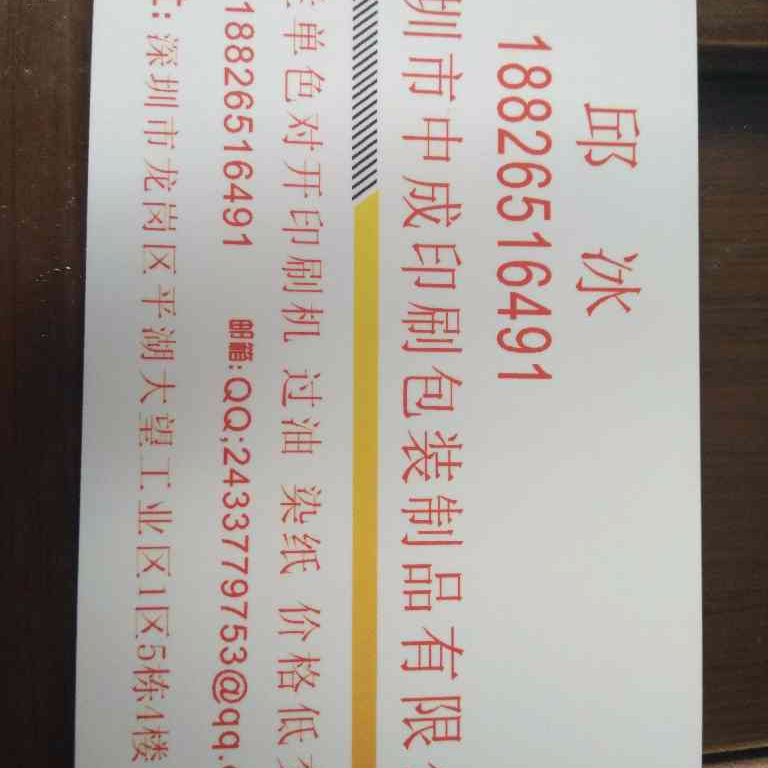 邱冰
18826516491
圳市中成印刷包装制品有限
单色对开印刷机 过油 染纸 价格低
18826516491 邮箱:QQ;2433779753@qq.
:深圳市龙岗区平湖大望工业区1区5栋4楼